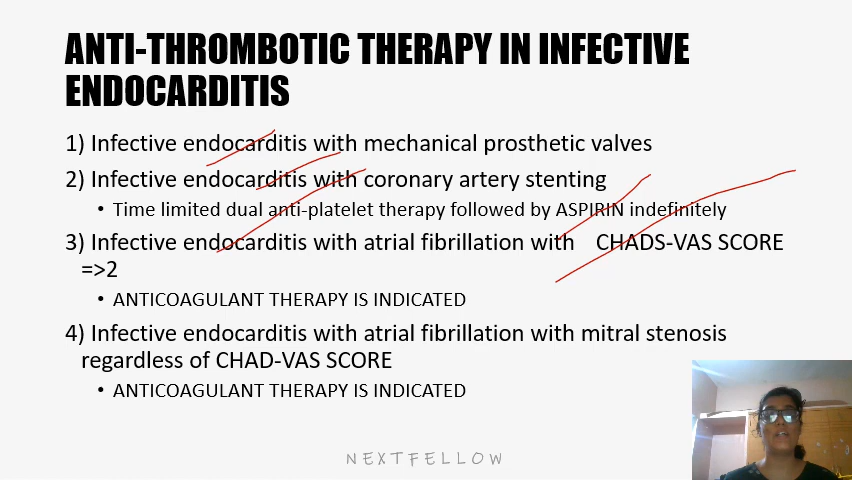 ANTI-THROMBOTIC THERAPY IN INFECTIVE
ENDOCARDITIS
1) Infective endocarditis with mechanical prosthetic valves
2) Infective endocarditis with coronary artery stenting
• Time limited dual anti-platelet therapy followed by ASPIRIN indefinitely
3) Infective endocarditis with atrial fibrillation with CHADS-VAS SCORE
=>2
• ANTICOAGULANT THERAPY IS INDICATED
4) Infective endocarditis with atrial fibrillation with mitral stenosis
regardless of CHAD-VAS SCORE
• ANTICOAGULANT THERAPY IS INDICATED
NEXTFELLOW